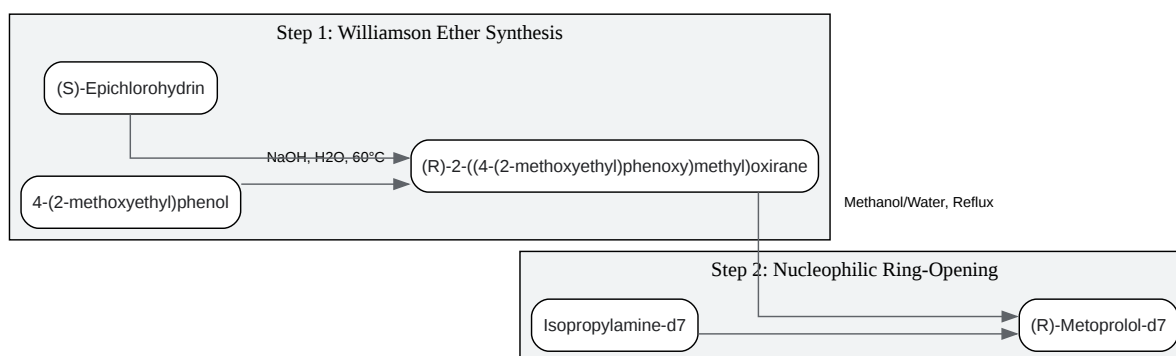 Step 1: Williamson Ether Synthesis
(S)-Epichlorohydrin
NaOH, H2O, 60°C
(R)-2-((4-(2-methoxyethyl)phenoxy)methyl)oxirane
4-(2-methoxyethyl)phenol
Methanol/Water, Reflux
Step 2: Nucleophilic Ring-Opening
Isopropylamine-d7
(R)-Metoprolol-d7